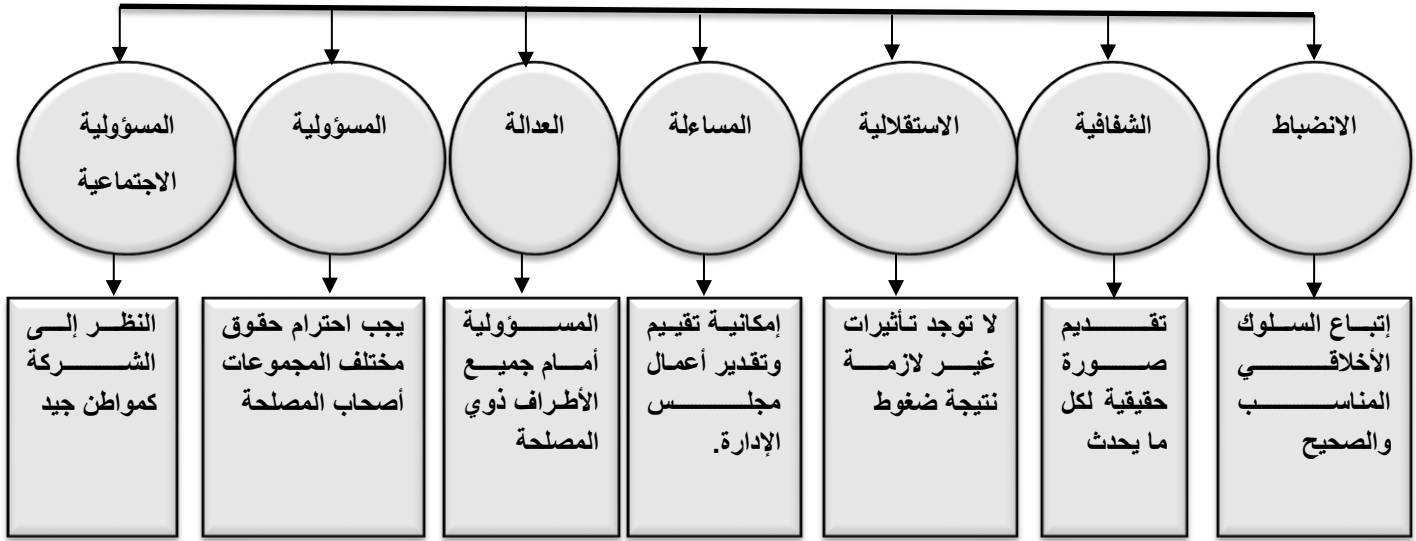 الانضباط
الشفافية
الاستقلالية
المساءلة
العدالة
المسؤولية
المسؤولية
الاجتماعية
إتباع السلوك
الأخلاقي
المناسب
والصحيح
تقديم
صورة
حقيقية لكل
ما يحدث
لا توجد تأثيرات
غير لازمة
نتيجة ضغوط
إمكانية تقييم
وتقدير أعمال
مجلس
الإدارة.
المسؤولية
أمام جميع
الأطراف ذوي
المصلحة
يجب احترام حقوق
مختلف المجموعات
أصحاب المصلحة
النظر إلى
الشركة
كمواطن جيد